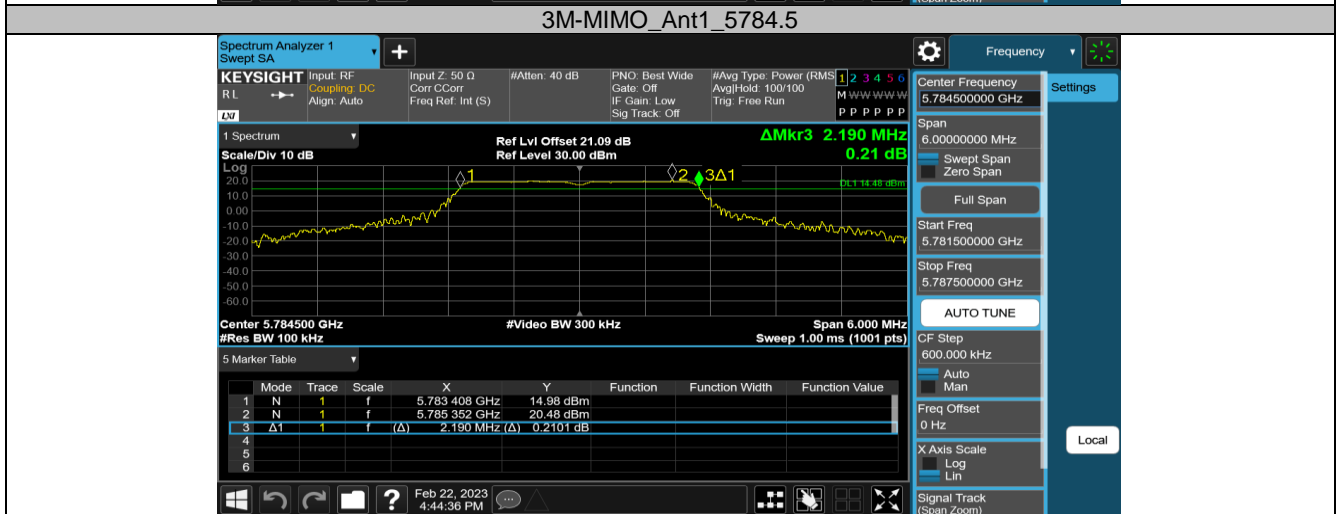 (Span Zoom)
3M-MIMO_Ant1_5784.5
Spectrum Analyzer 1
Swept SA
Frequency
KEYSIGHT
RL
LXI
Input: RF
Coupling: DC
Align: Auto
Input Z: 50 Ω
Corr CCorr
Freq Ref: Int (S)
#Atten: 40 dB
PNO: Best Wide
Gate: Off
IF Gain: Low
Sig Track: Off
#Avg Type: Power (RMS
Avg|Hold: 100/100
Trig: Free Run
1 2 3 4 5 6
M W W W W W
P P P P P P
1 Spectrum
Scale/Div 10 dB
Ref Lvl Offset 21.09 dB
Ref Level 30.00 dBm
ΔMkr3 2.190 MHz
0.21 dB
Log
1
2
3Δ1
DL1 14.48 dBm
20.0
10.0
0.00
-10.0
-20.0
-30.0
-40.0
-50.0
-60.0
Center 5.784500 GHz
#Res BW 100 kHz
#Video BW 300 kHz
Span 6.000 MHz
Sweep 1.00 ms (1001 pts)
5 Marker Table
Mode Trace Scale X Y Function Function Width Function Value
1 N 1 f 5.783 408 GHz 14.98 dBm
2 N 1 f 5.785 352 GHz 20.48 dBm
3 Δ1 1 f (Δ) 2.190 MHz (Δ) 0.2101 dB
4
5
6
?
Feb 22, 2023
4:44:36 PM
Center Frequency
5.784500000 GHz
Settings
Span
6.00000000 MHz
Swept Span
Zero Span
Full Span
Start Freq
5.781500000 GHz
Stop Freq
5.787500000 GHz
AUTO TUNE
CF Step
600.000 kHz
Auto
Man
Freq Offset
0 Hz
X Axis Scale
Log
Lin
Local
Signal Track
(Span Zoom)